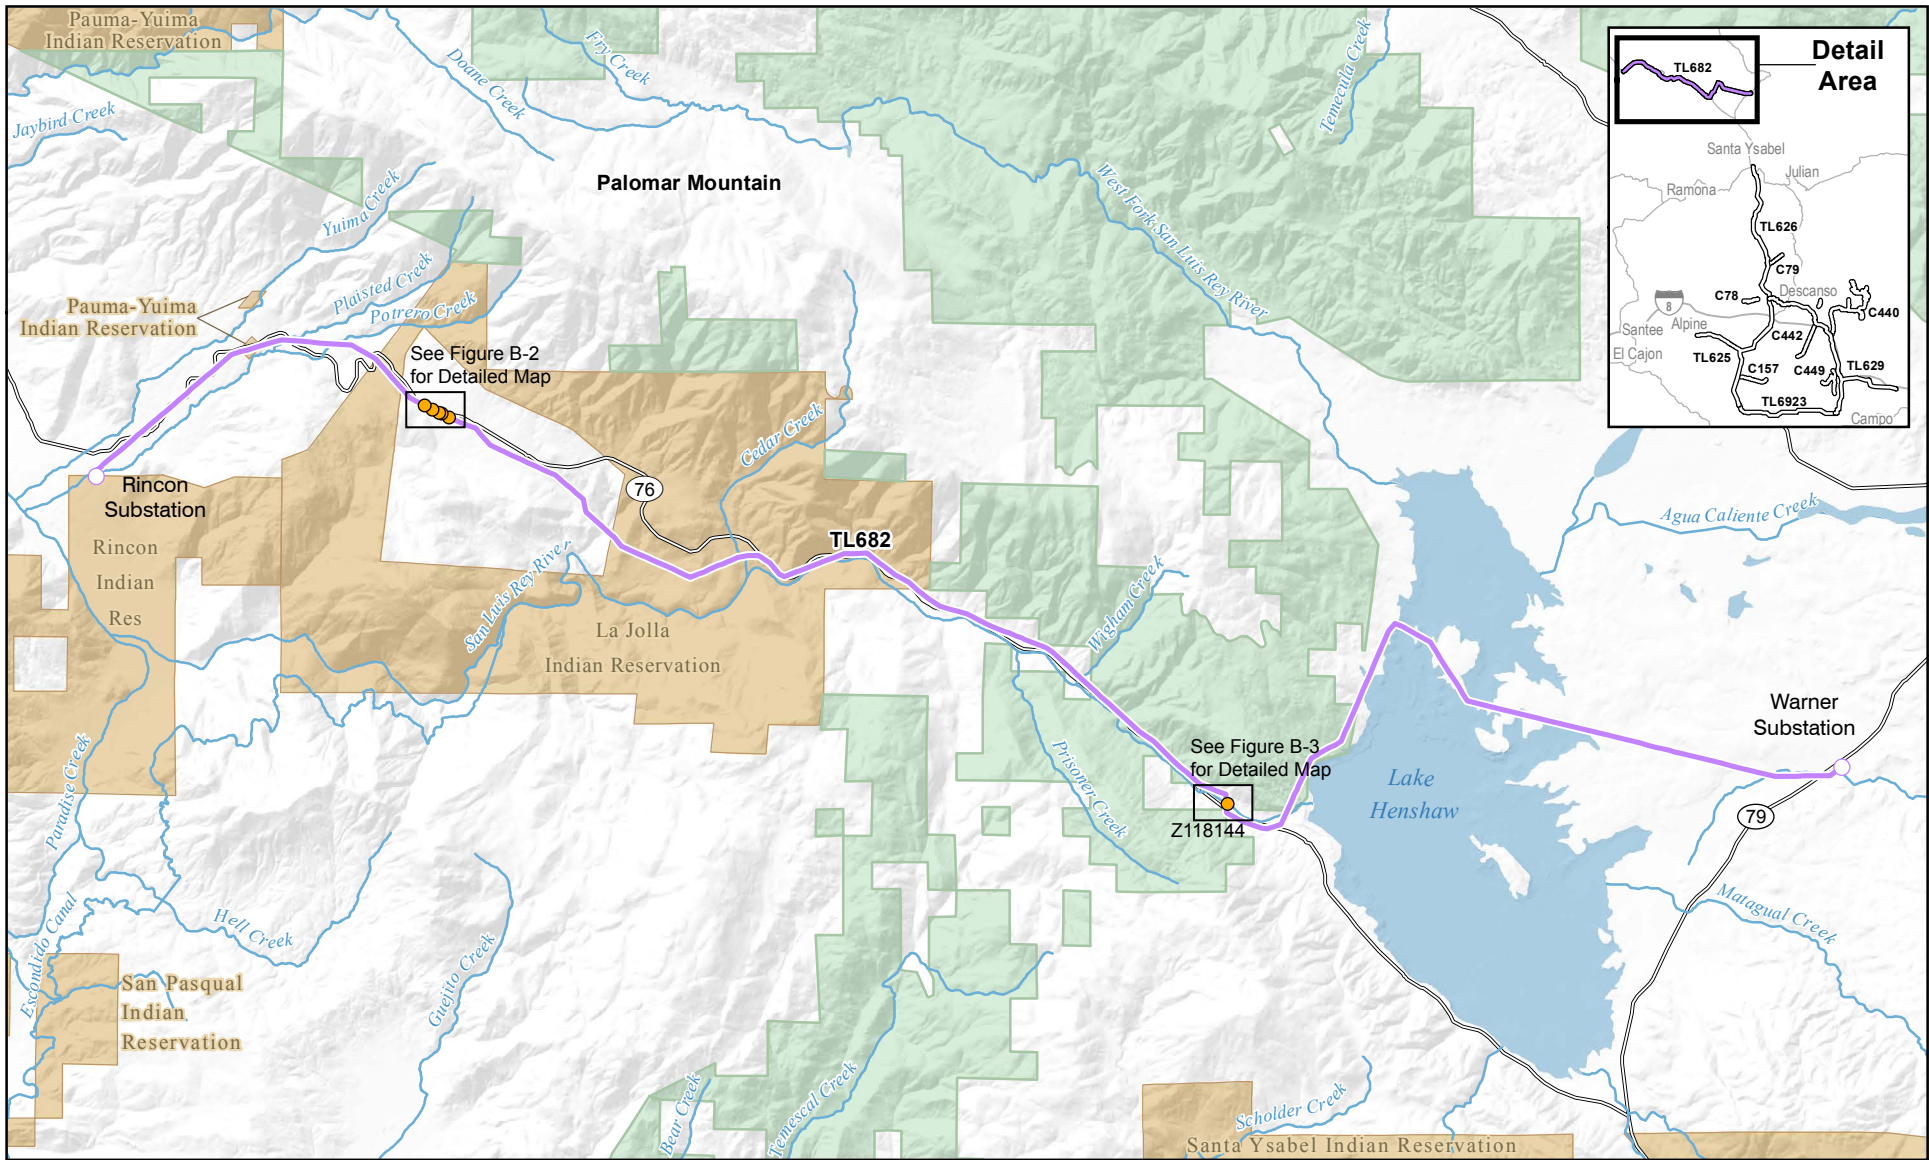 Pauma-Yuima
Indian Reservation
Jaybird Creek
Doane Creek
Fry Creek
Temecula Creek
Palomar Mountain
West Fork San Luis Rey River
Yuima Creek
Plaisted Creek
Potrero Creek
Pauma-Yuima
Indian Reservation
See Figure B-2
for Detailed Map
Cedar Creek
76
Rincon
Substation
Rincon
Indian
Res
TL682
San Luis Rey River
La Jolla
Indian Reservation
Wigham Creek
Agua Caliente Creek
Warner
Substation
See Figure B-3
for Detailed Map
Z118144
Prisoner Creek
Lake
Henshaw
79
Paradise Creek
Escondido Canal
Hell Creek
Guejito Creek
San Pasqual
Indian
Reservation
Matagual Creek
Bear Creek
Temescal Creek
Scholder Creek
Santa Ysabel Indian Reservation
Detail
Area
TL682
Santa Ysabel
Julian
Ramona
TL626
C79
C78
Descanso
8
C440
Santee
Alpine
C442
El Cajon
TL625
C157
C449
TL629
TL6923
Campo